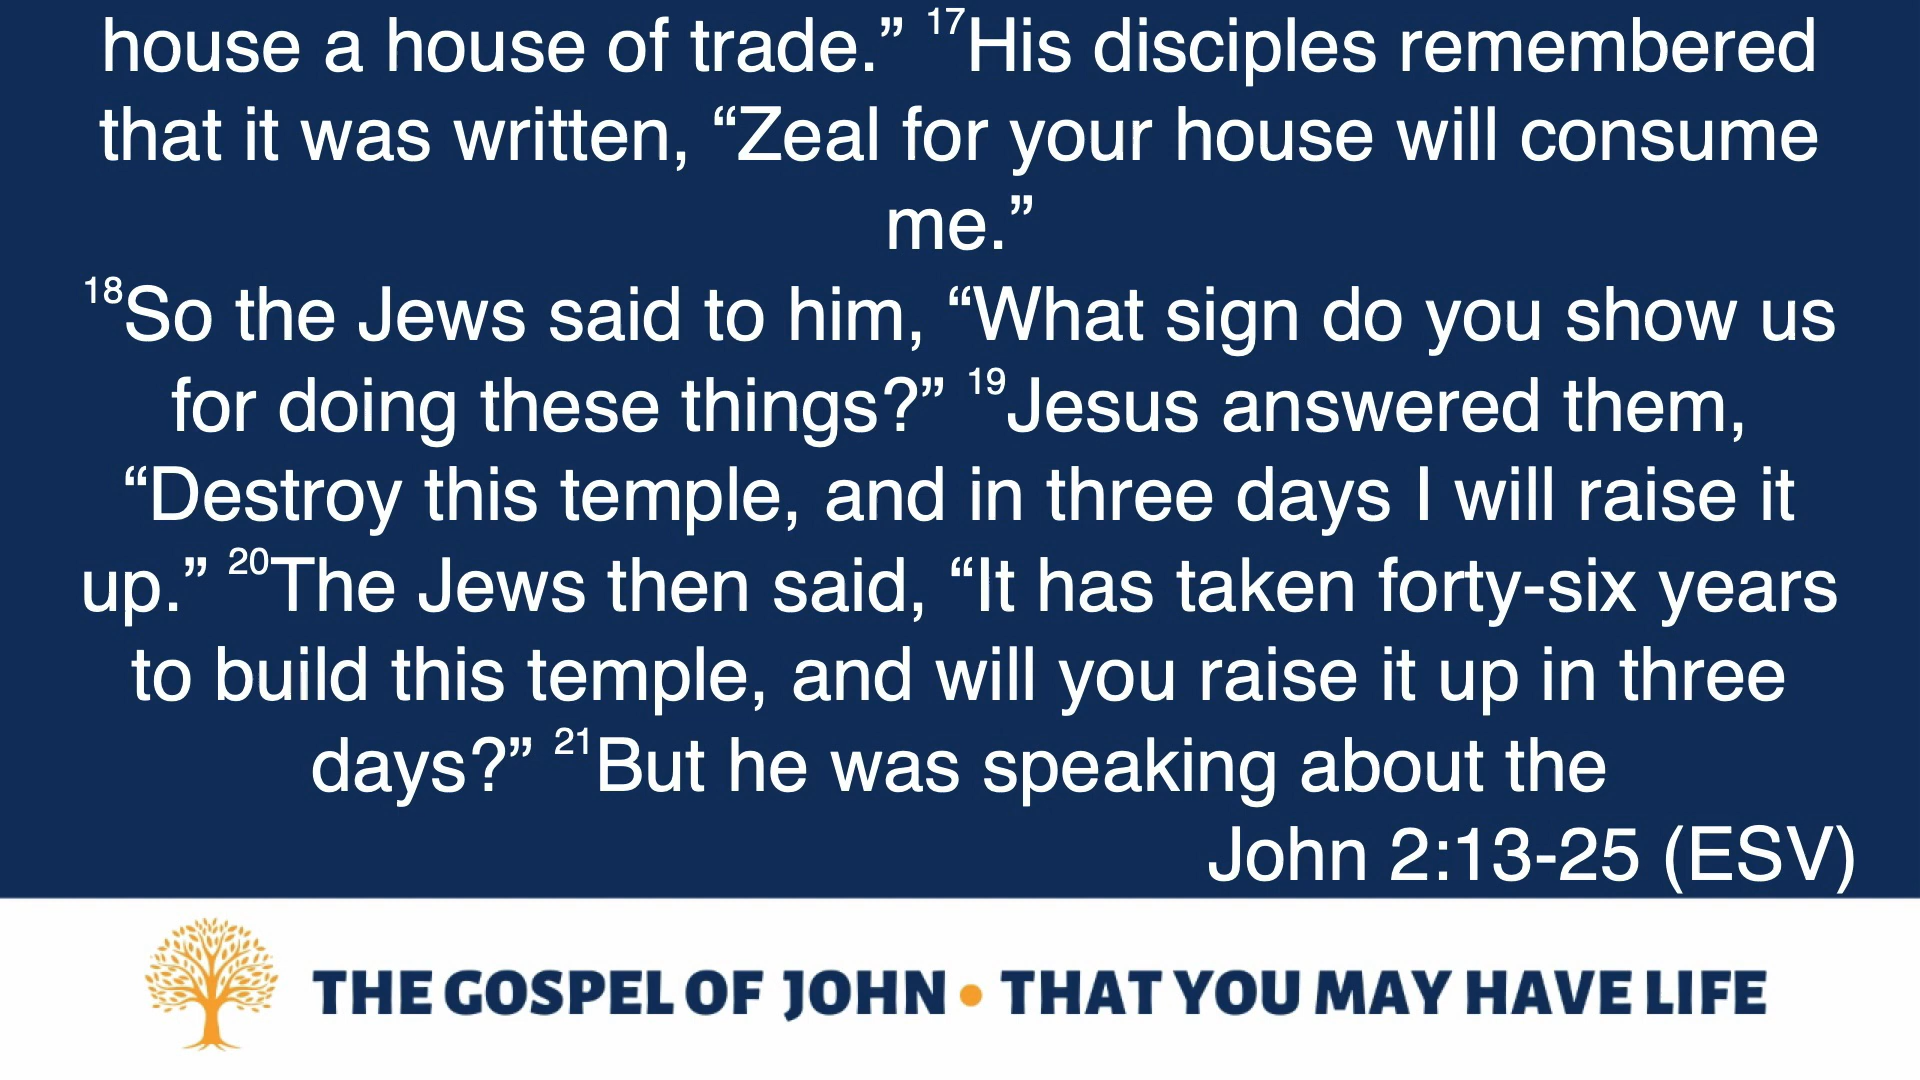 house a house of trade.” ¹⁷His disciples remembered
that it was written, “Zeal for your house will consume
me.”
¹⁸So the Jews said to him, “What sign do you show us
for doing these things?” ¹⁹Jesus answered them,
“Destroy this temple, and in three days I will raise it
up.” ²⁰The Jews then said, “It has taken forty-six years
to build this temple, and will you raise it up in three
days?” ²¹But he was speaking about the
John 2:13-25 (ESV)
THE GOSPEL OF JOHN • THAT YOU MAY HAVE LIFE